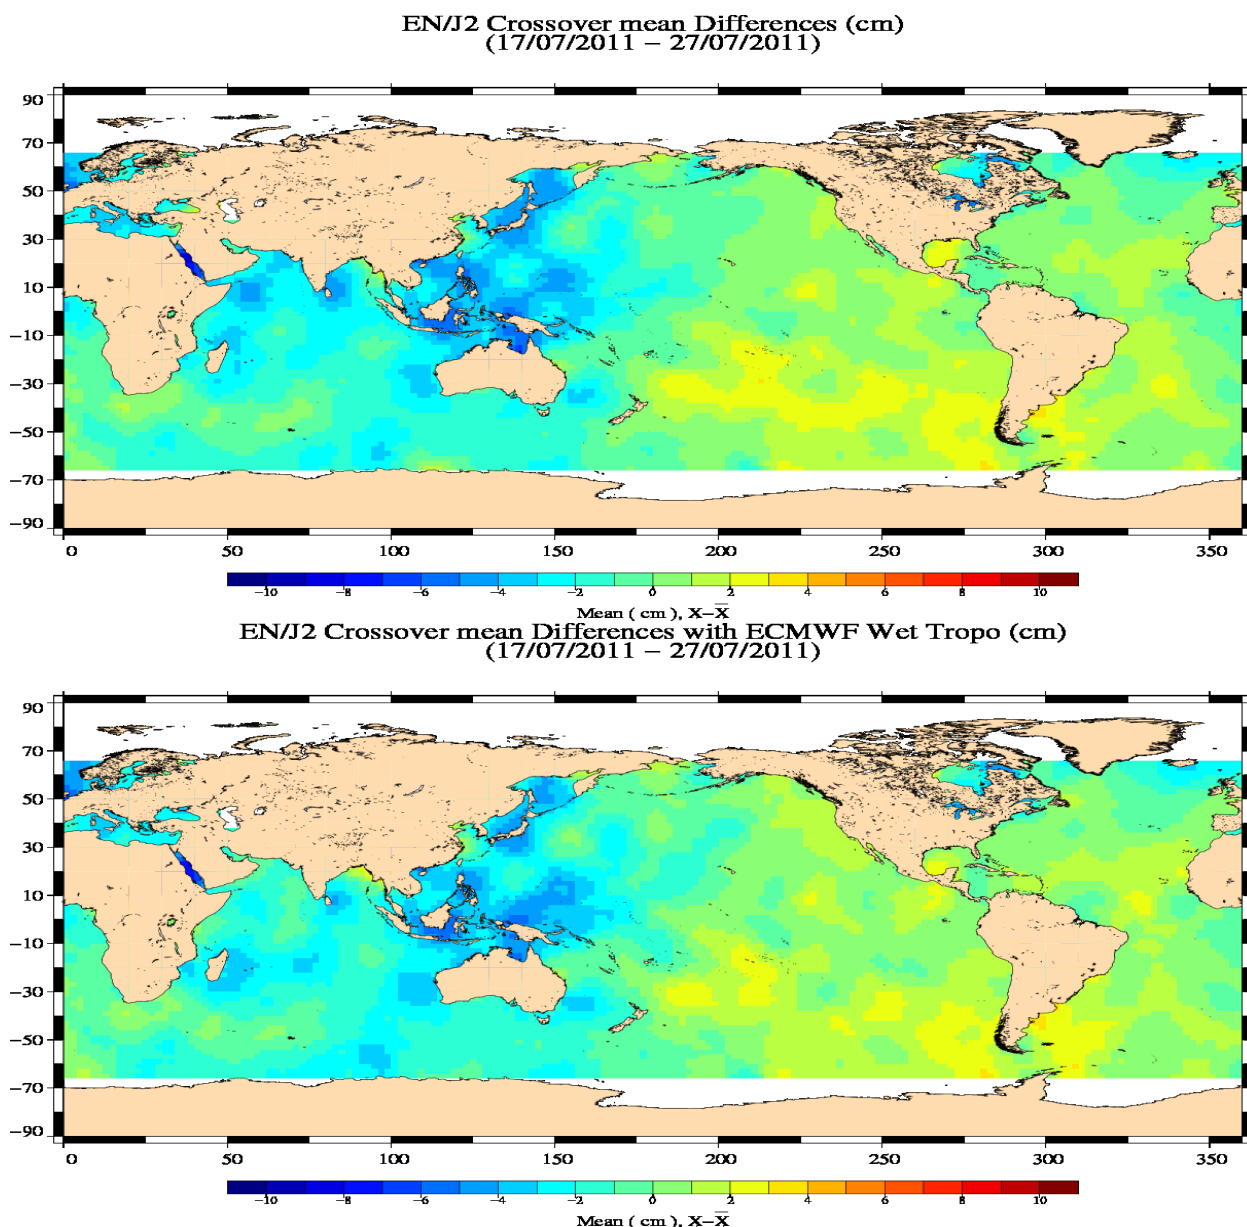 EN/J2 Crossover mean Differences (cm)
(17/07/2011 − 27/07/2011)
90
70
50
30
10
−10
−30
−50
−70
−90
0 50 100 150 200 250 300 350
−10 −8 −6 −4 −2 0 2 4 6 8 10
Mean ( cm ), X−X̅
EN/J2 Crossover mean Differences with ECMWF Wet Tropo (cm)
(17/07/2011 − 27/07/2011)
90
70
50
30
10
−10
−30
−50
−70
−90
0 50 100 150 200 250 300 350
−10 −8 −6 −4 −2 0 2 4 6 8 10
Mean ( cm ), X−X̅